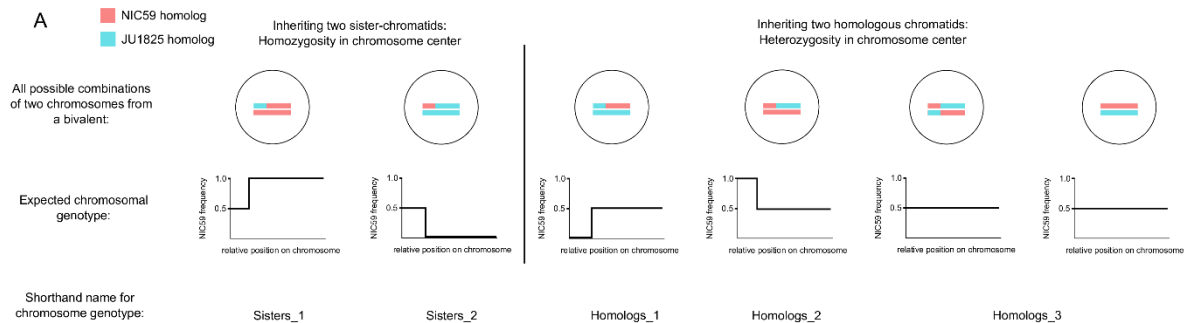 A
NIC59 homolog
JU1825 homolog
Inheriting two sister-chromatids:
Homozygosity in chromosome center
Inheriting two homologous chromatids:
Heterozygosity in chromosome center
All possible combinations
of two chromosomes from
a bivalent:
Expected chromosomal
genotype:
NIC59 frequency
1.0
0.5
relative position on chromosome
NIC59 frequency
1.0
0.5
relative position on chromosome
NIC59 frequency
1.0
0.5
relative position on chromosome
NIC59 frequency
1.0
0.5
relative position on chromosome
NIC59 frequency
1.0
0.5
relative position on chromosome
NIC59 frequency
1.0
0.5
relative position on chromosome
Shorthand name for
chromosome genotype:
Sisters_1
Sisters_2
Homologs_1
Homologs_2
Homologs_3